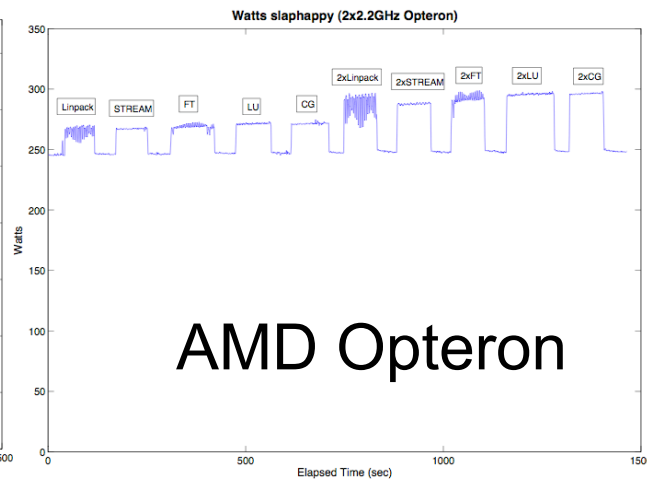 Watts slaphappy (2x2.2GHz Opteron)
350
300
250
200
150
100
50
0
Watts
Linpack
STREAM
FT
LU
CG
2xLinpack
2xSTREAM
2xFT
2xLU
2xCG
AMD Opteron
500
0
500
1000
150
Elapsed Time (sec)